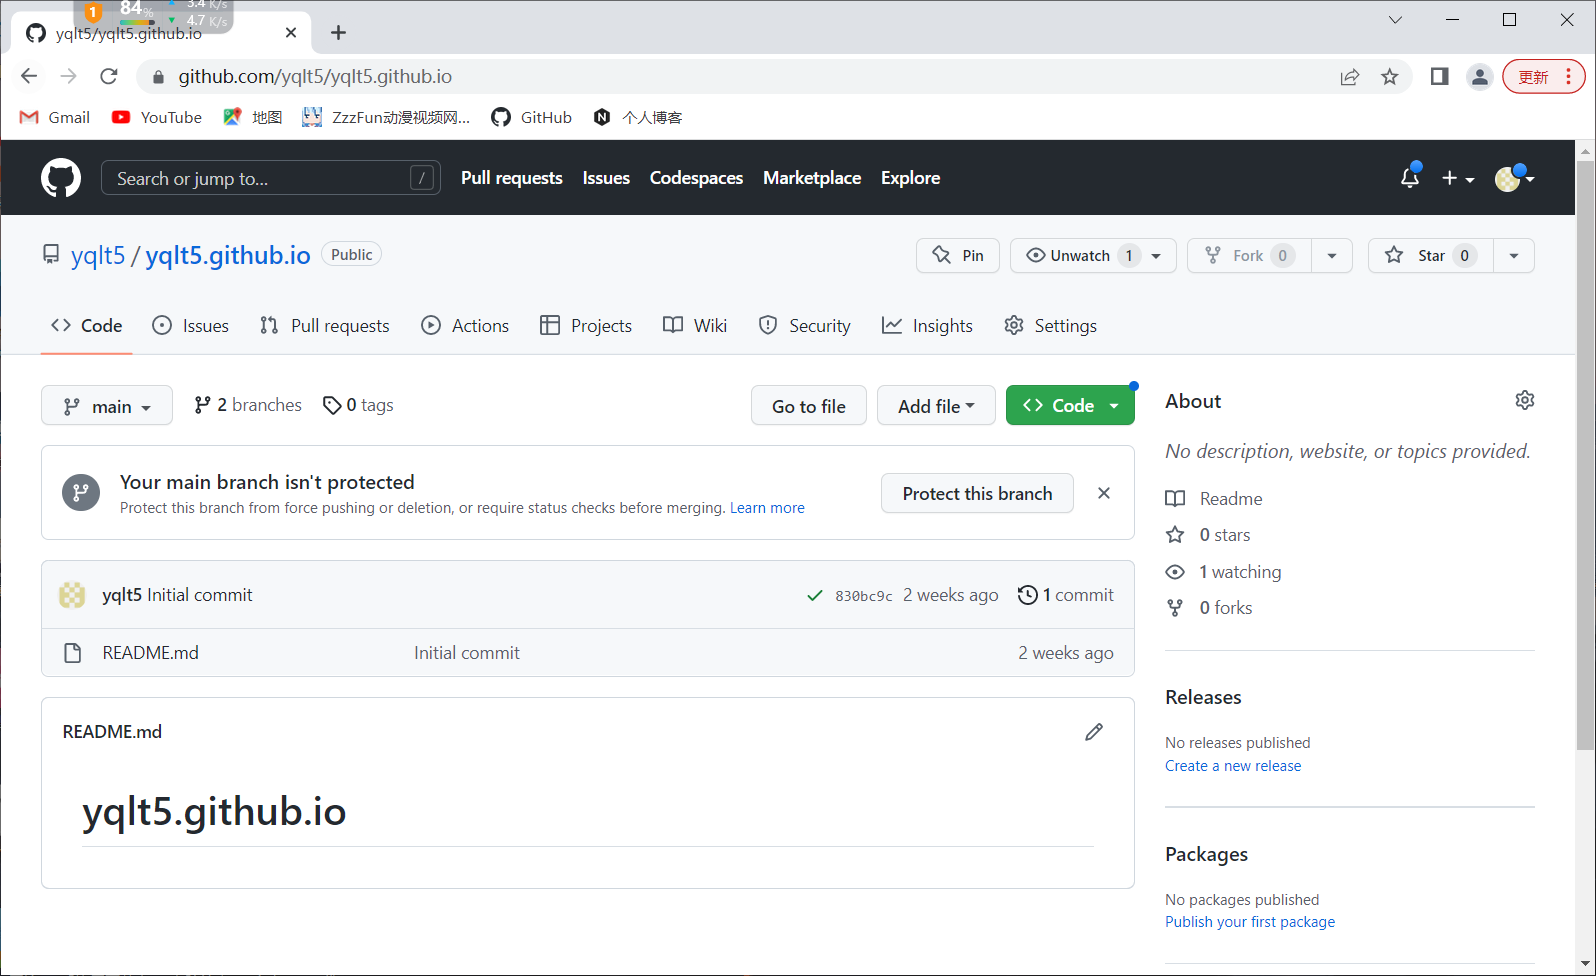 1 84% 3.4 K/s
4.7 K/s
yqlt5/yqlt5.github.io
github.com/yqlt5/yqlt5.github.io 更新
Gmail YouTube 地图 ZzzFun动漫视频网... GitHub 个人博客
Search or jump to... / Pull requests Issues Codespaces Marketplace Explore
yqlt5 / yqlt5.github.io Public Pin Unwatch 1 Fork 0 Star 0
Code Issues Pull requests Actions Projects Wiki Security Insights Settings
main 2 branches 0 tags Go to file Add file Code
About
No description, website, or topics provided.
Your main branch isn't protected
Protect this branch from force pushing or deletion, or require status checks before merging. Learn more
Protect this branch
Readme
0 stars
1 watching
0 forks
yqlt5 Initial commit 830bc9c 2 weeks ago 1 commit
README.md Initial commit 2 weeks ago
README.md
yqlt5.github.io
Releases
No releases published
Create a new release
Packages
No packages published
Publish your first package